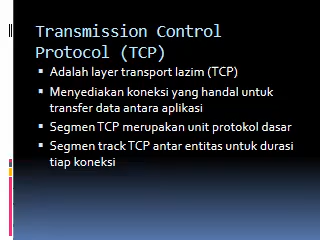 Transmission Control
Protocol (TCP)
Adalah layer transport lazim (TCP)
Menyediakan koneksi yang handal untuk
transfer data antara aplikasi
Segmen TCP merupakan unit protokol dasar
Segmen track TCP antar entitas untuk durasi
tiap koneksi